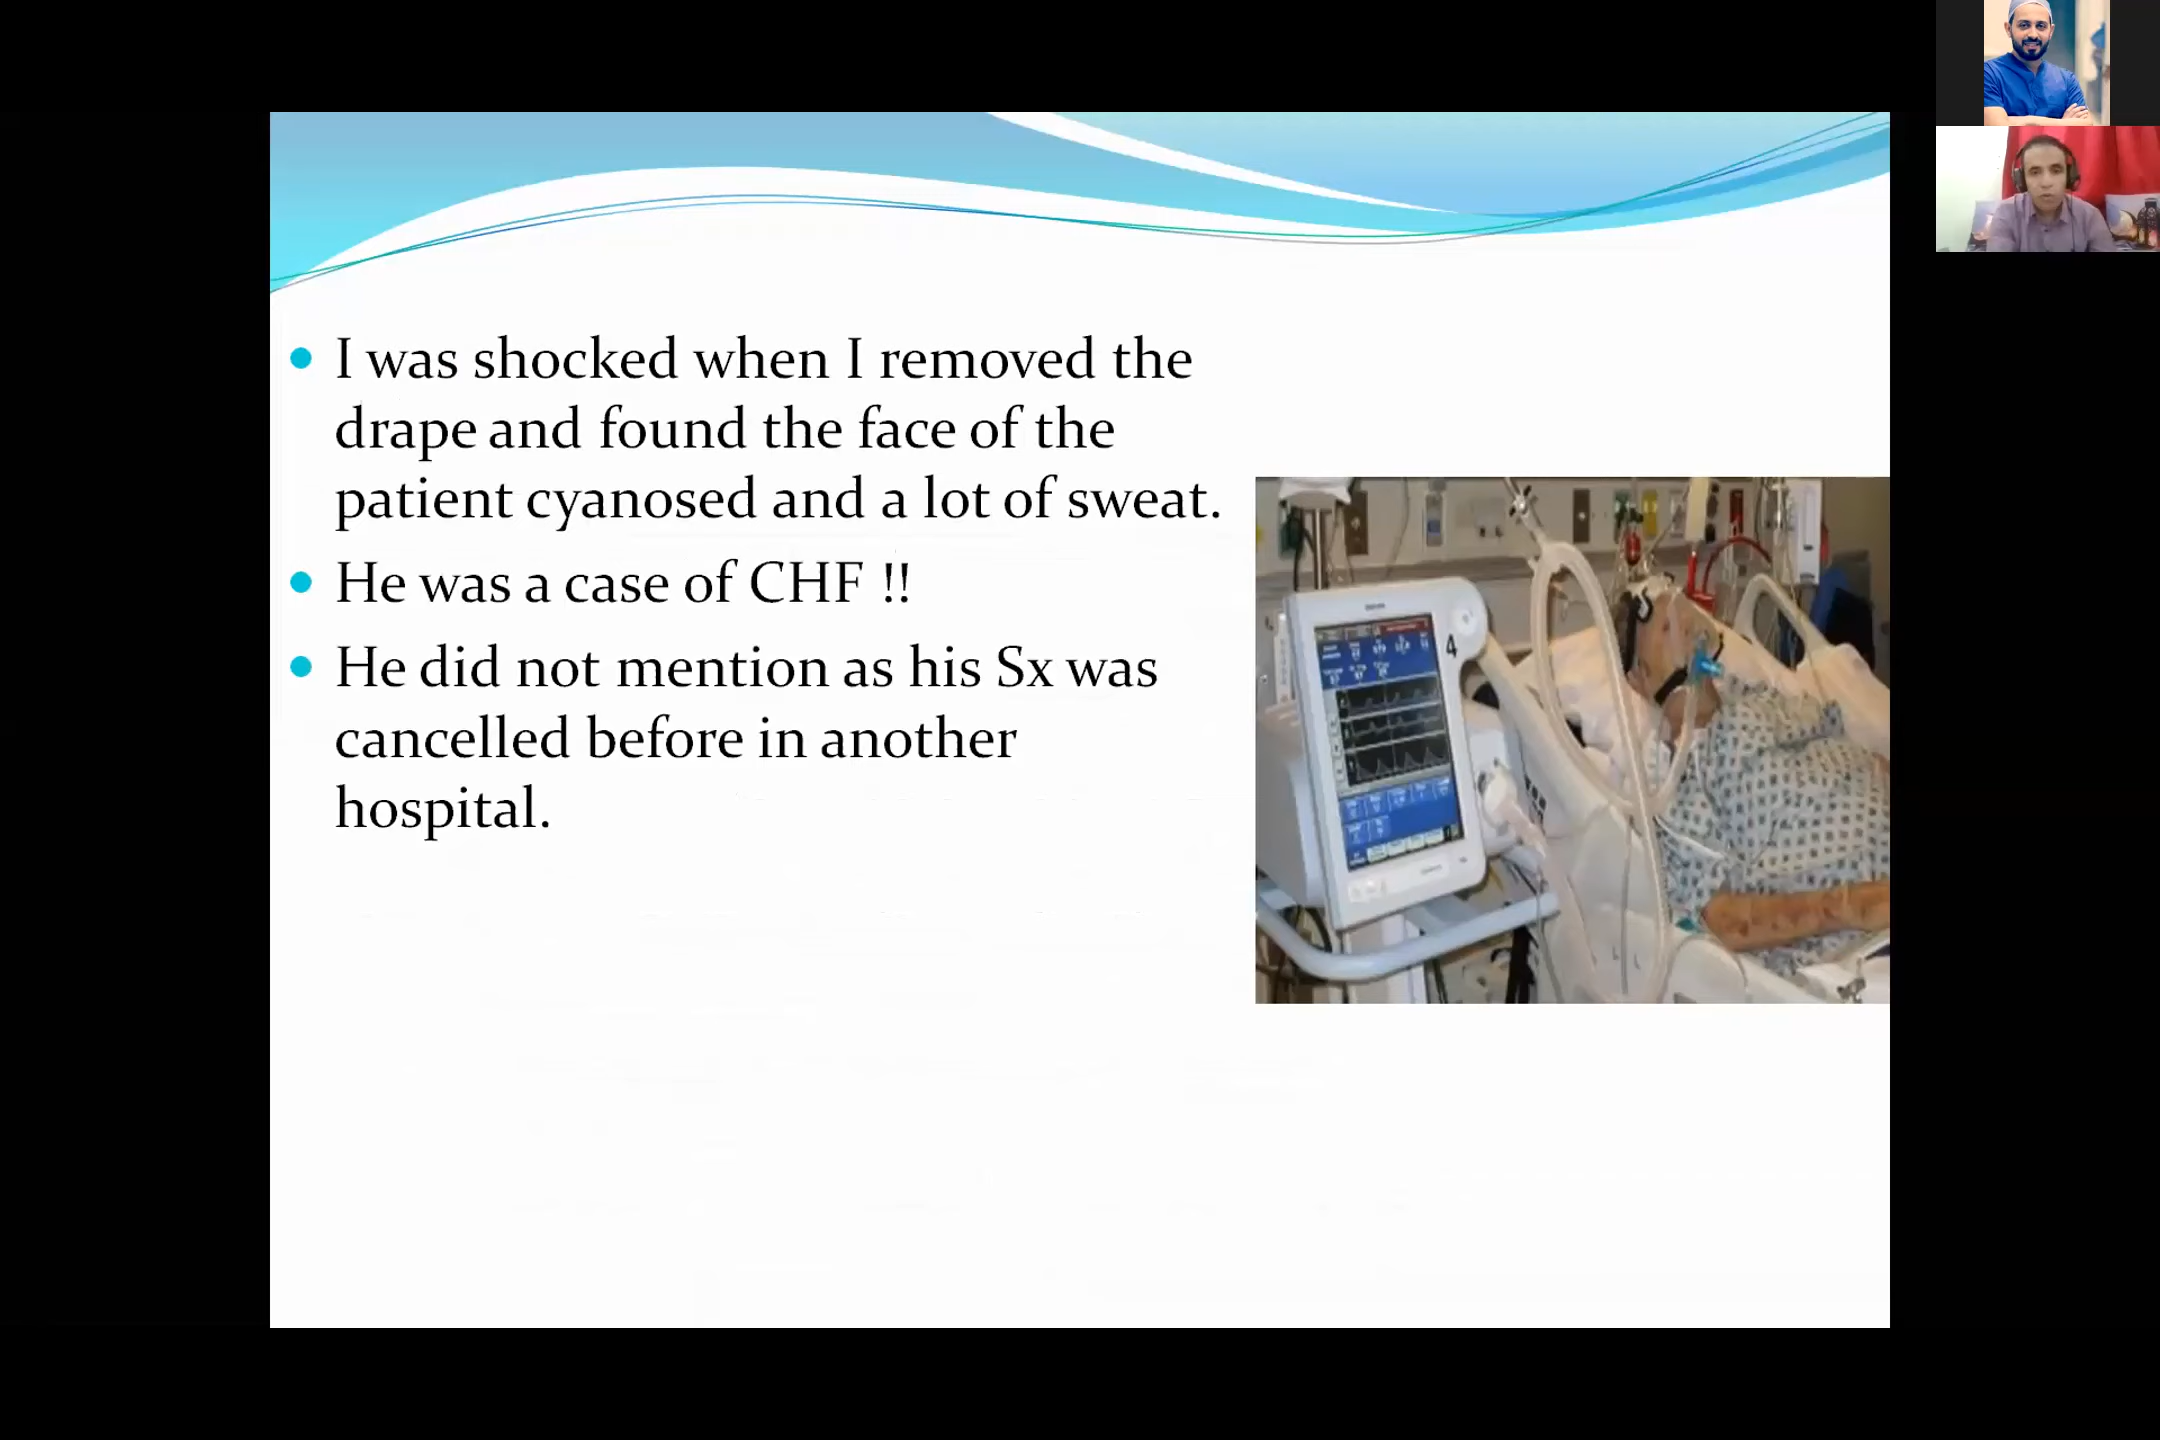 I was shocked when I removed the
drape and found the face of the
patient cyanosed and a lot of sweat.
He was a case of CHF !!
He did not mention as his Sx was
cancelled before in another
hospital.
4